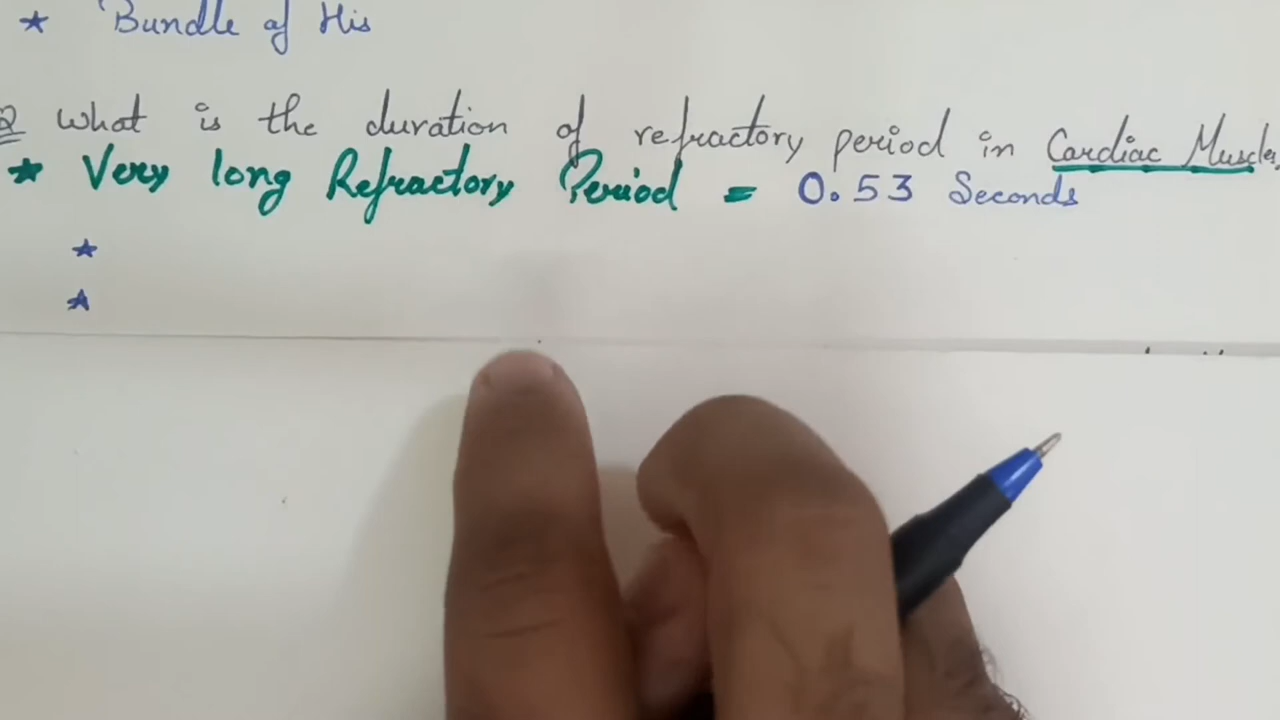 ★ Bundle of His
Q What is the duration of refractory period in Cardiac Muscle
★ Very long Refractory Period = 0.53 Seconds
★
★